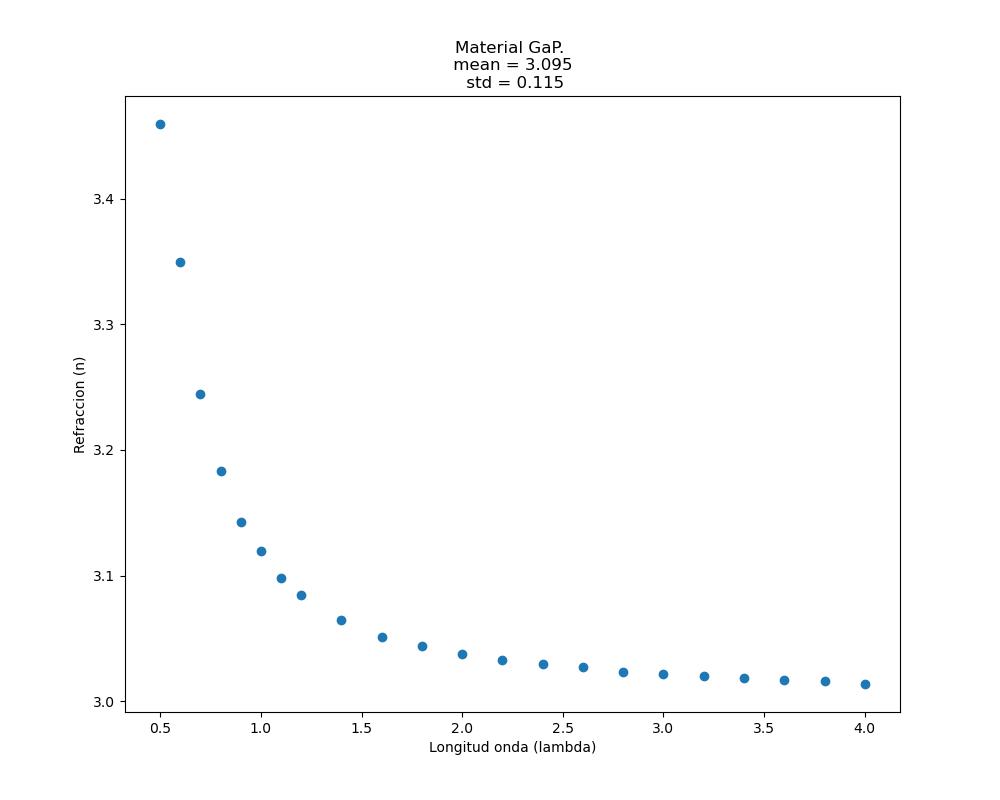 Material GaP.
mean = 3.095
std = 0.115
3.4
3.3
3.2
3.1
3.0
Refraccion (n)
0.5 1.0 1.5 2.0 2.5 3.0 3.5 4.0
Longitud onda (lambda)